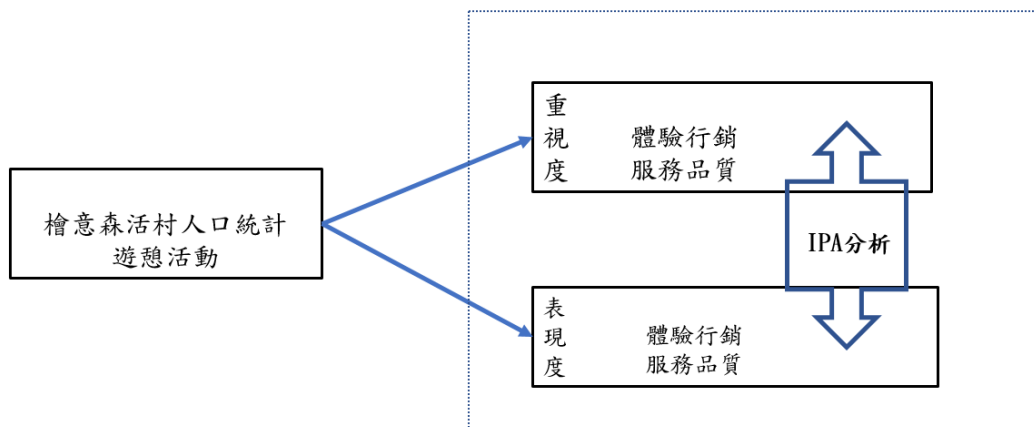 檜意森活村人口統計
遊憩活動
重視度
體驗行銷
服務品質
IPA分析
表現度
體驗行銷
服務品質